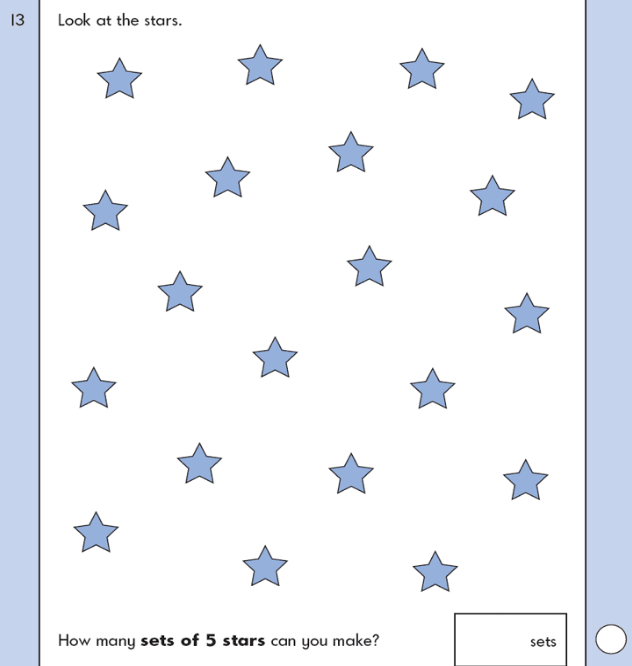 13 Look at the stars.
How many sets of 5 stars can you make?
sets